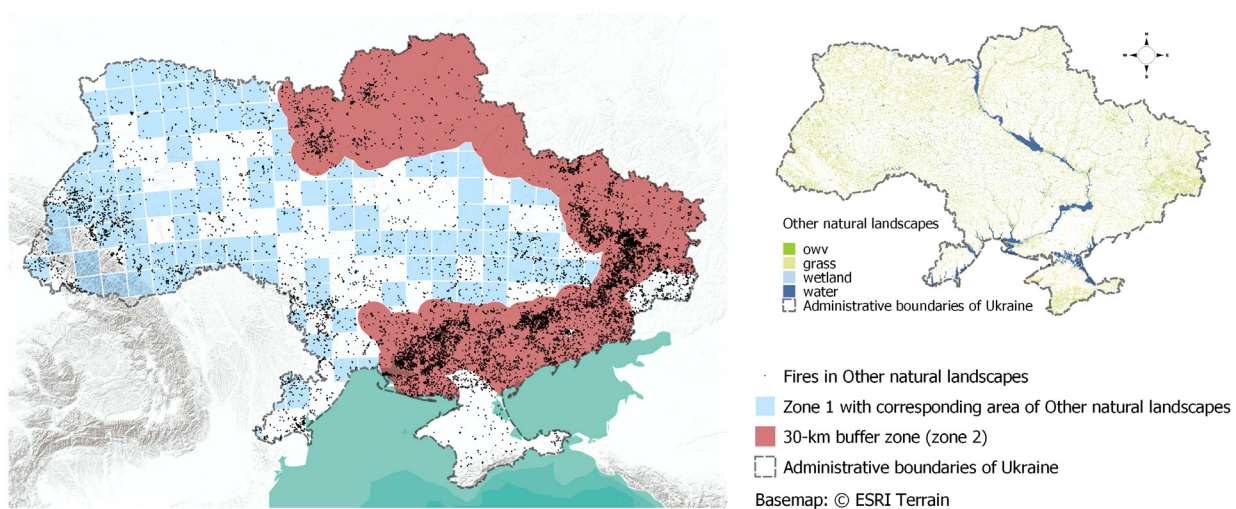 N
W
E
S
Other natural landscapes
owv
grass
wetland
water
Administrative boundaries of Ukraine
Fires in Other natural landscapes
Zone 1 with corresponding area of Other natural landscapes
30-km buffer zone (zone 2)
Administrative boundaries of Ukraine
Basemap: © ESRI Terrain